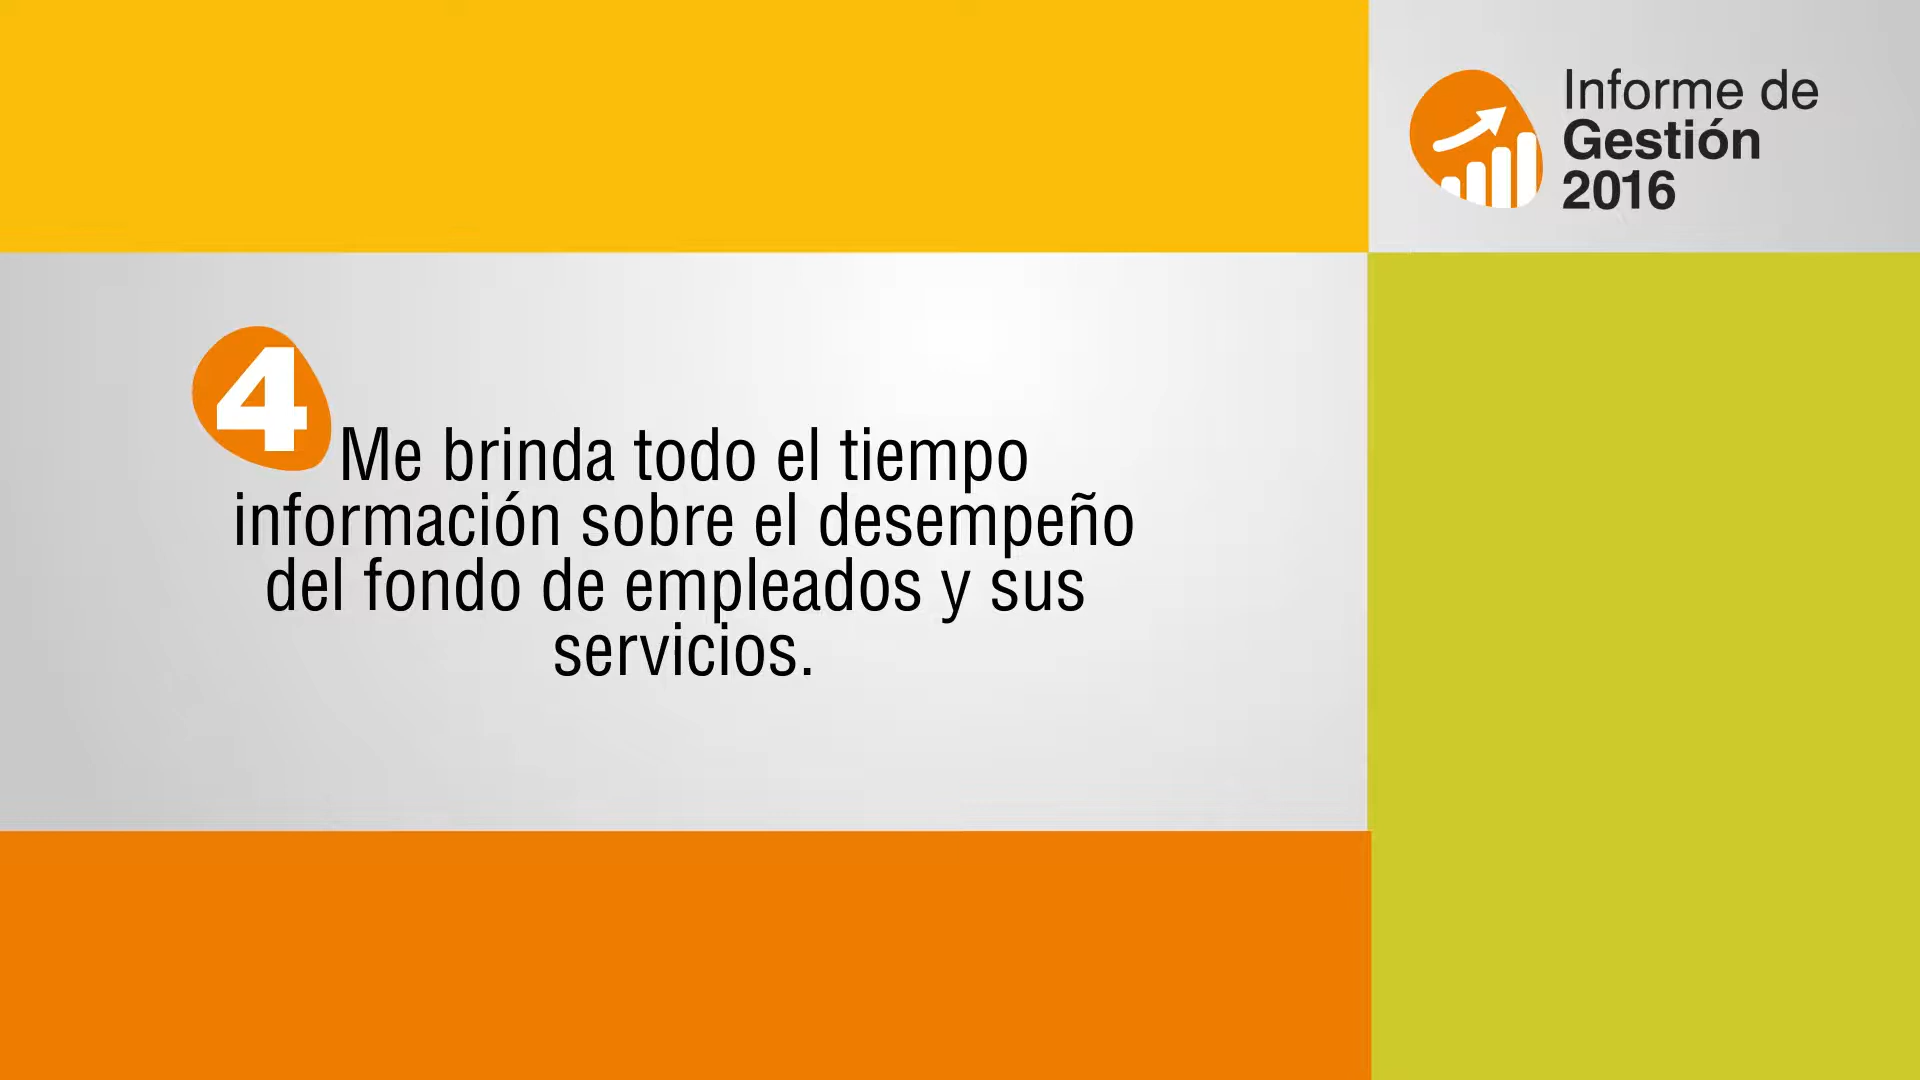 Informe de
Gestión
2016
4
Me brinda todo el tiempo
información sobre el desempeño
del fondo de empleados y sus
servicios.